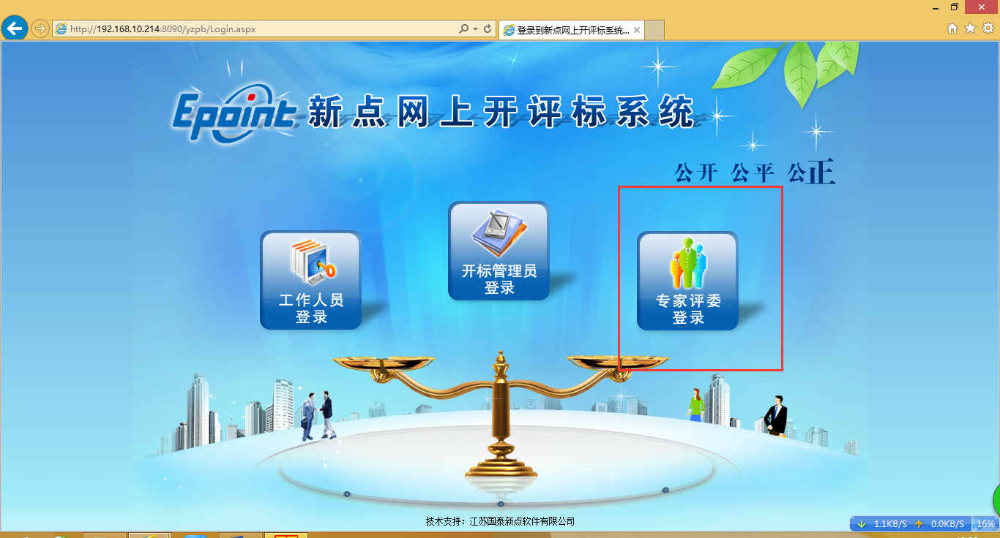 http://192.168.10.214:8090/yzpb/Login.aspx
登录到新点网上开评标系统...
Epoint 新点网上开评标系统
公开 公平 公正
开标管理员
登录
工作人员
登录
专家评委
登录
技术支持：江苏国泰新点软件有限公司
1.1KB/S 0.0KB/S 16%